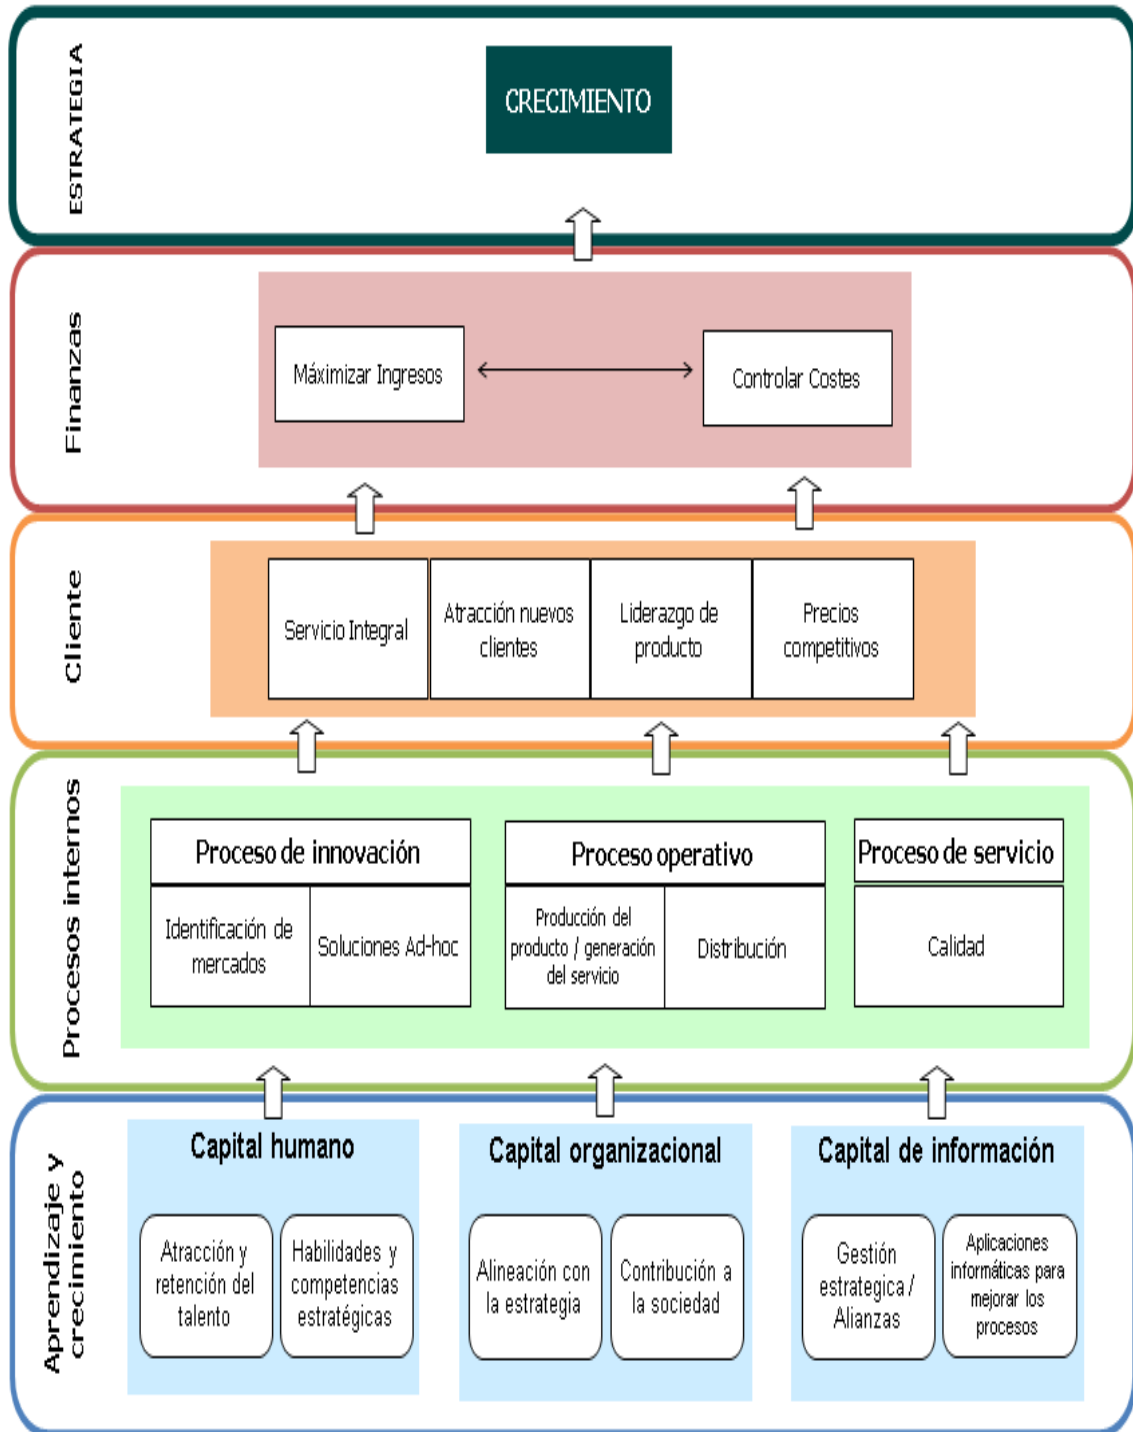 ESTRATEGIA
CRECIMIENTO
Finanzas
Máximizar Ingresos
Controlar Costes
Cliente
Servicio Integral
Atracción nuevos
clientes
Liderazgo de
producto
Precios
competitivos
Procesos internos
Proceso de innovación
Identificación de
mercados
Soluciones Ad-hoc
Proceso operativo
Producción del
producto / generación
del servicio
Distribución
Proceso de servicio
Calidad
Aprendizaje y
crecimiento
Capital humano
Atracción y
retención del
talento
Habilidades y
competencias
estratégicas
Capital organizacional
Alineación con
la estrategia
Contribución a
la sociedad
Capital de información
Gestión
estrategica /
Alianzas
Aplicaciones
informáticas para
mejorar los
procesos